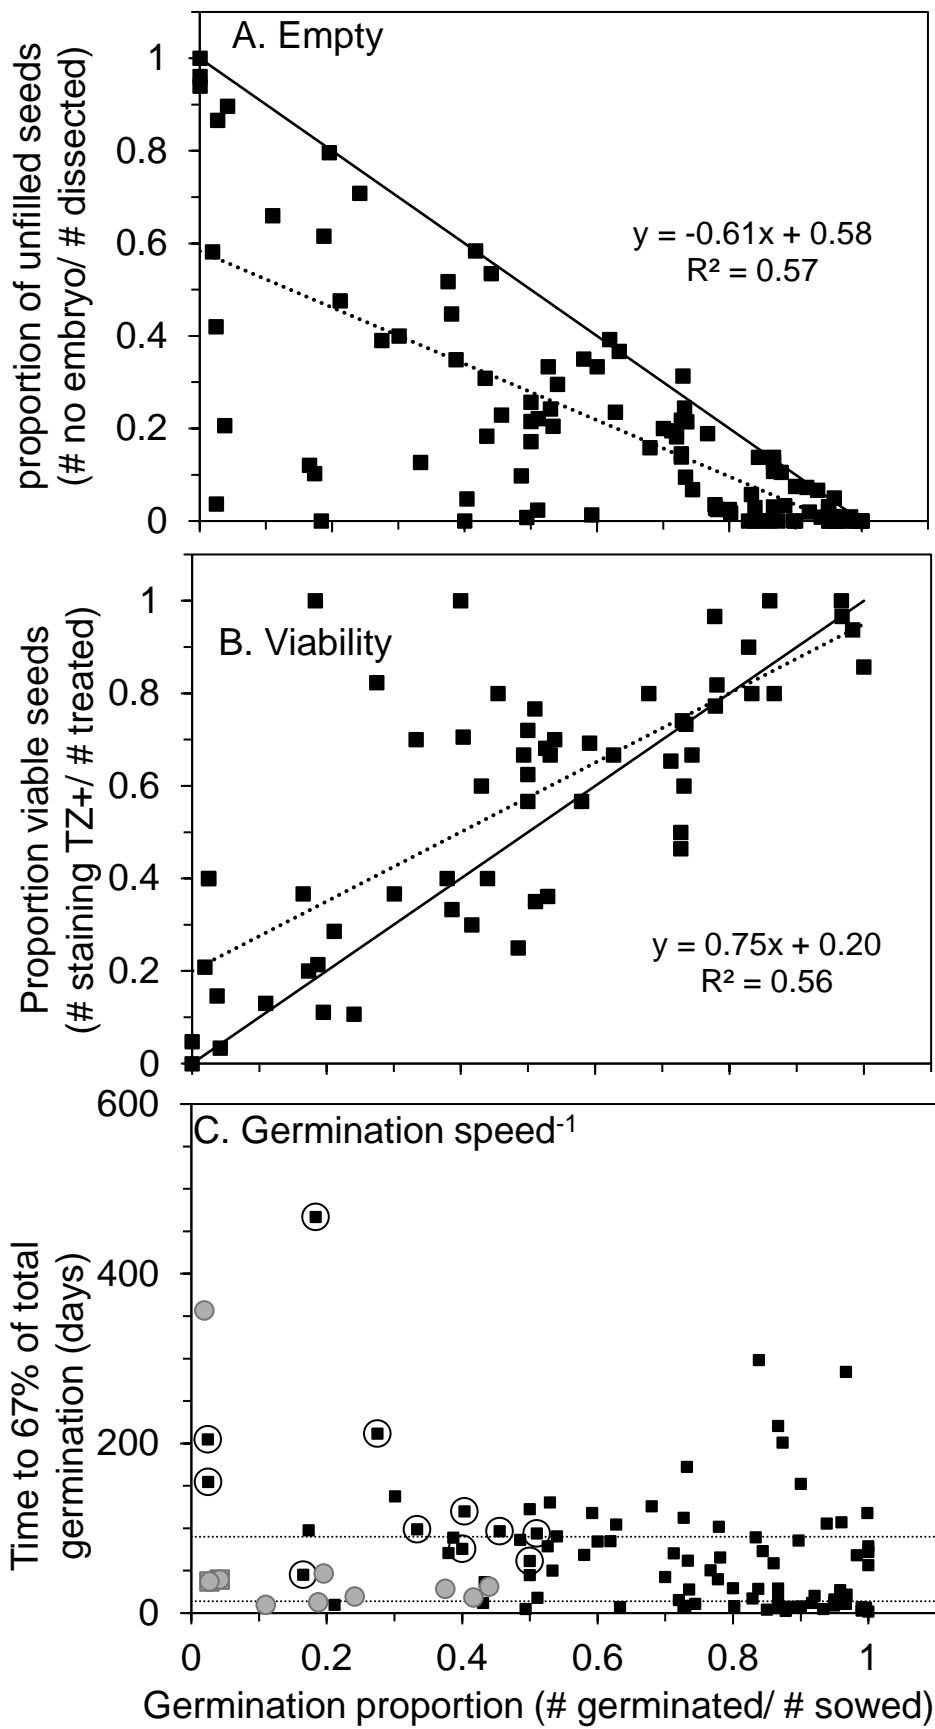 A. Empty
proportion of unfilled seeds
(# no embryo/ # dissected)
1
0.8
0.6
0.4
0.2
0
y = -0.61x + 0.58
R² = 0.57
B. Viability
Proportion viable seeds
(# staining TZ+/ # treated)
1
0.8
0.6
0.4
0.2
0
y = 0.75x + 0.20
R² = 0.56
C. Germination speed⁻¹
Time to 67% of total
germination (days)
600
400
200
0
0 0.2 0.4 0.6 0.8 1
Germination proportion (# germinated/ # sowed)